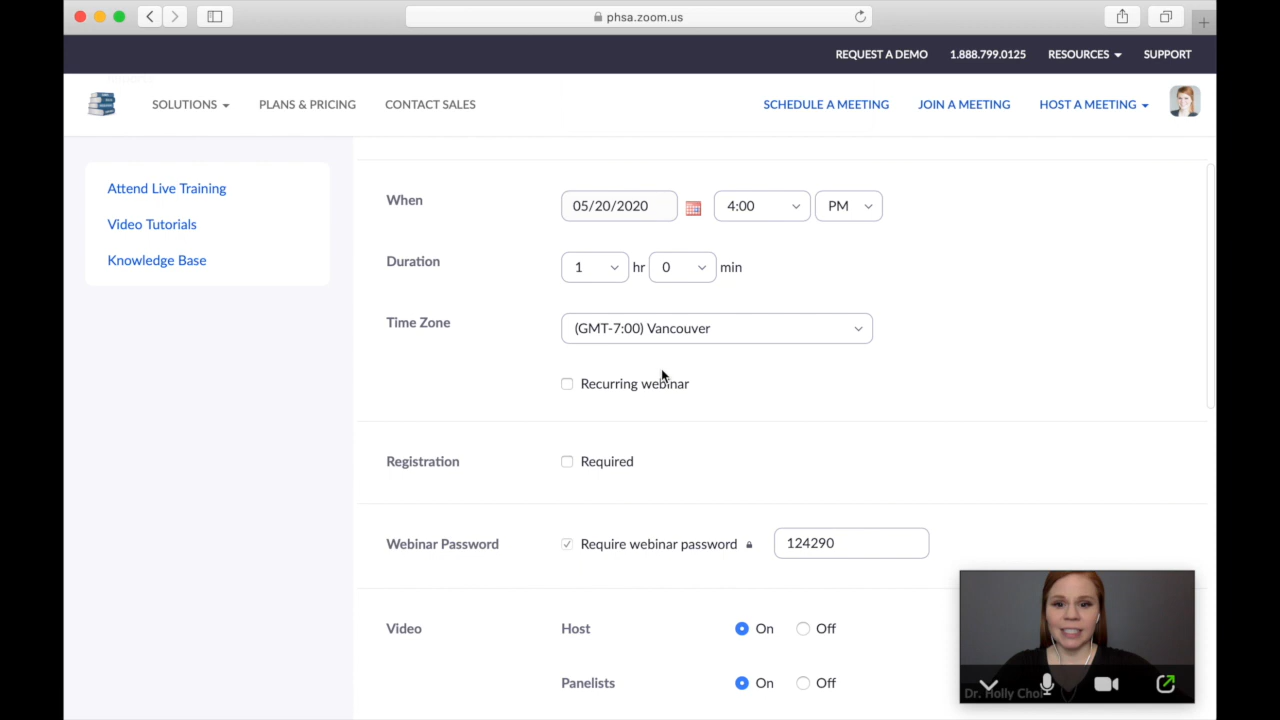 phsa.zoom.us
REQUEST A DEMO 1.888.799.0125 RESOURCES SUPPORT
SOLUTIONS PLANS & PRICING CONTACT SALES SCHEDULE A MEETING JOIN A MEETING HOST A MEETING
Attend Live Training
Video Tutorials
Knowledge Base
When 05/20/2020 4:00 PM
Duration 1 hr 0 min
Time Zone (GMT-7:00) Vancouver
Recurring webinar
Registration Required
Webinar Password Require webinar password 124290
Video Host On Off
Panelists On Off
Dr. Holly